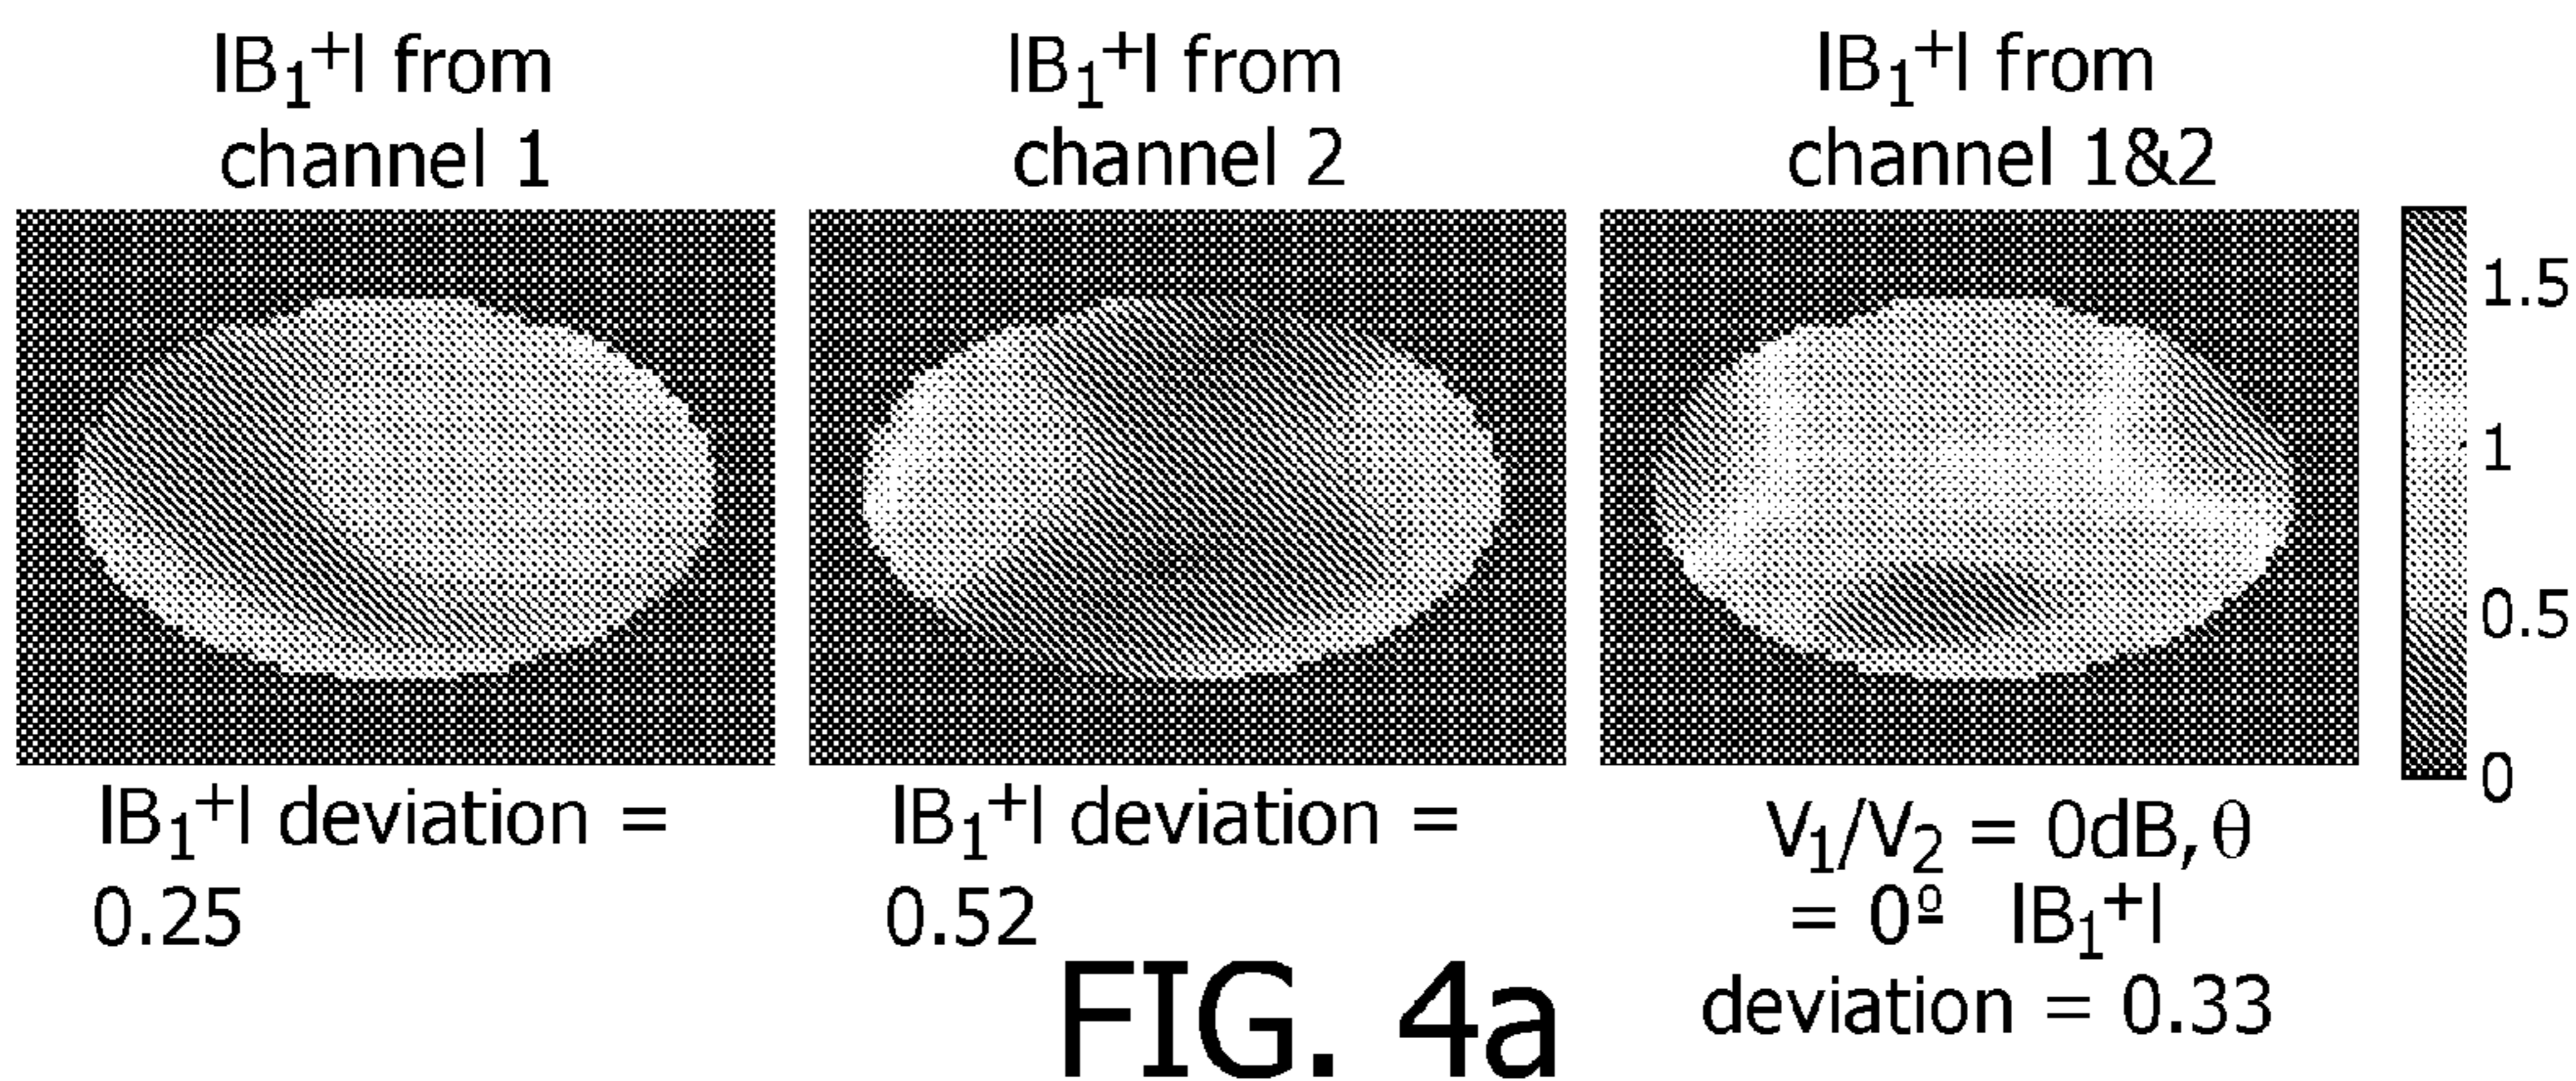 |B₁⁺| from
channel 1
|B₁⁺| from
channel 2
|B₁⁺| from
channel 1&2
1.5
1
0.5
0
|B₁⁺| deviation =
0.25
|B₁⁺| deviation =
0.52
V₁/V₂ = 0dB, θ
= 0º |B₁⁺|
deviation = 0.33
FIG. 4a